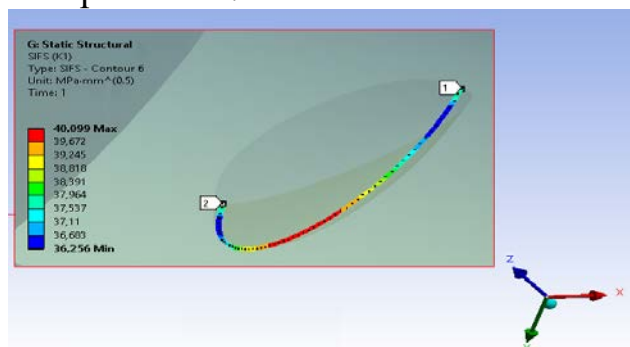 G: Static Structural
SIFS (K1)
Type: SIFS - Contour 6
Unit: MPa·mm^(0.5)
Time: 1
40,099 Max
39,672
39,245
38,818
38,391
37,964
37,537
37,11
36,683
36,256 Min
1
2
Z
X